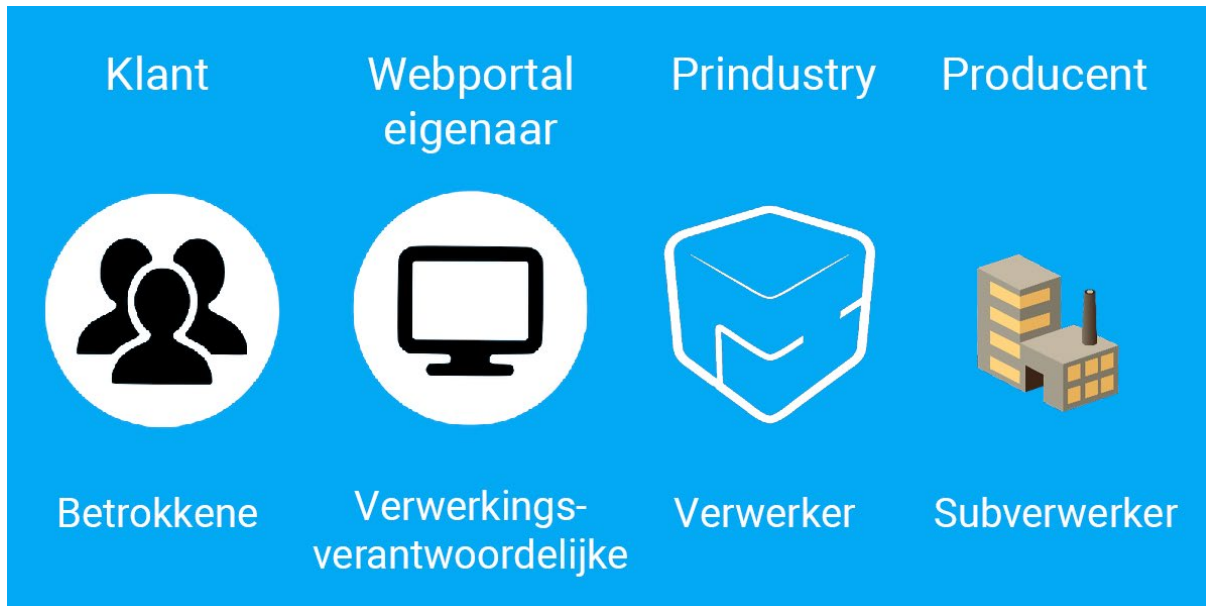 Klant
Webportal
eigenaar
Prindustry
Producent
Betrokkene
Verwerkings-
verantwoordelijke
Verwerker
Subverwerker